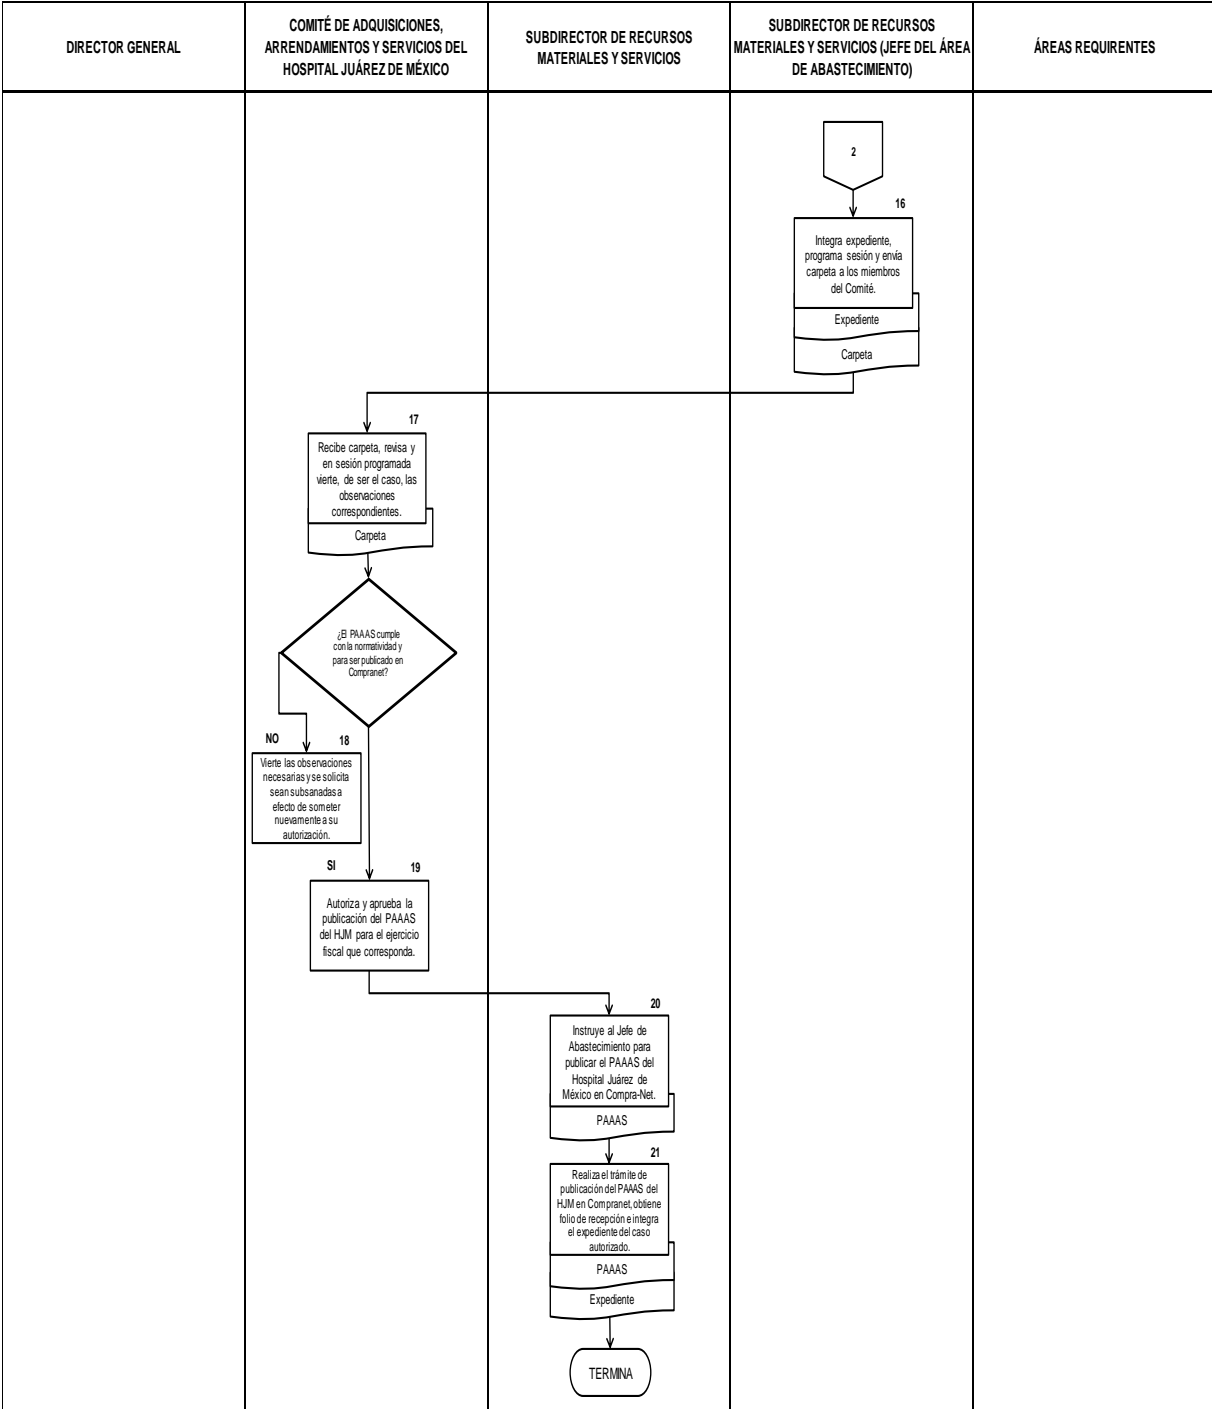 DIRECTOR GENERAL
COMITÉ DE ADQUISICIONES,
ARRENDAMIENTOS Y SERVICIOS DEL
HOSPITAL JUÁREZ DE MÉXICO
SUBDIRECTOR DE RECURSOS
MATERIALES Y SERVICIOS
SUBDIRECTOR DE RECURSOS
MATERIALES Y SERVICIOS (JEFE DEL ÁREA
DE ABASTECIMIENTO)
ÁREAS REQUIRENTES
2
16
Integra expediente,
programa sesión y envía
carpeta a los miembros
del Comité.
Expediente
Carpeta
17
Recibe carpeta, revisa y
en sesión programada
vierte, de ser el caso, las
observaciones
correspondientes.
Carpeta
¿El PAAAS cumple
con la normatividad y
para ser publicado en
Compranet?
NO
18
Vierte las observaciones
necesarias y se solicita
sean subsanadas a
efecto de someter
nuevamente a su
autorización.
SI
19
Autoriza y aprueba la
publicación del PAAAS
del HJM para el ejercicio
fiscal que corresponda.
20
Instruye al Jefe de
Abastecimiento para
publicar el PAAAS del
Hospital Juárez de
México en Compra-Net.
PAAAS
21
Realiza el trámite de
publicación del PAAAS del
HJM en Compranet, obtiene
folio de recepción e integra
el expediente del caso
autorizado.
PAAAS
Expediente
TERMINA